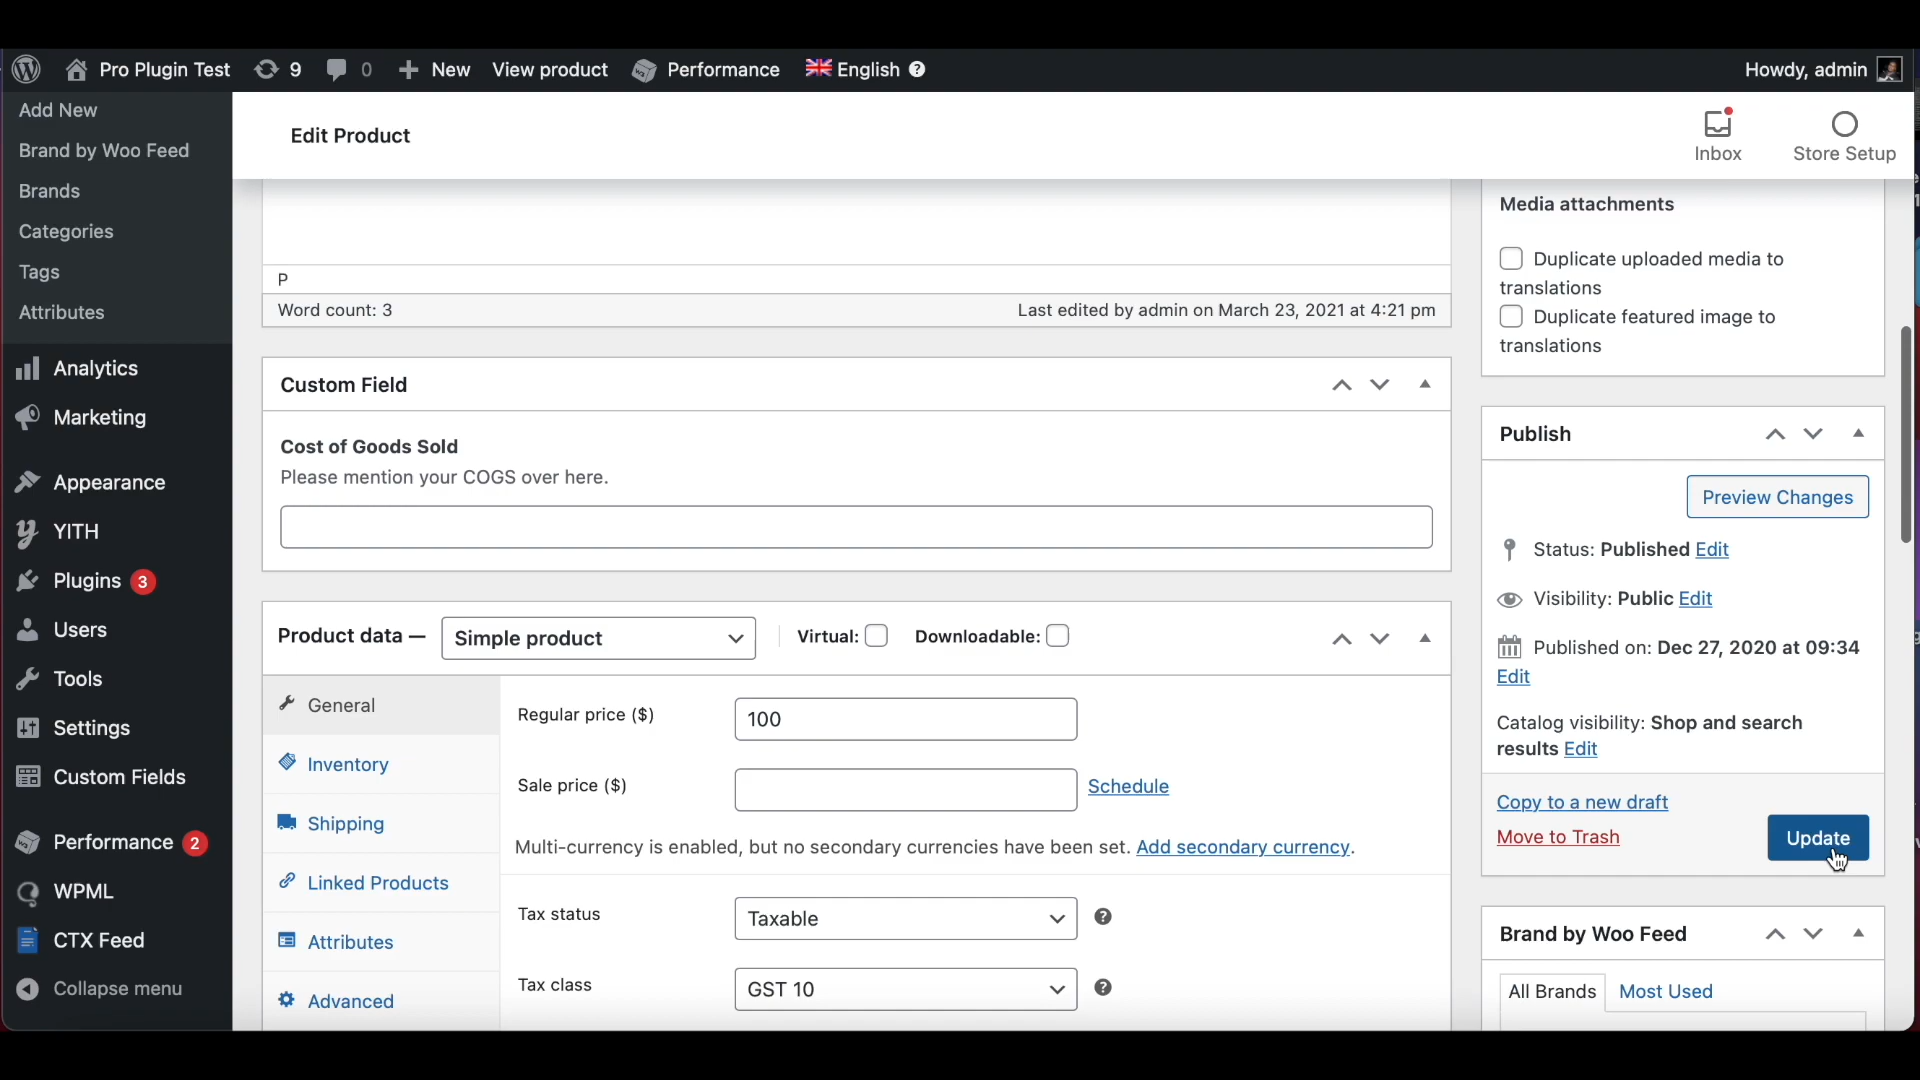 Pro Plugin Test 9 0 New View product Performance English Howdy, admin
Add New
Brand by Woo Feed
Brands
Categories
Tags
Attributes
Analytics
Marketing
Appearance
YITH
Plugins 3
Users
Tools
Settings
Custom Fields
Performance 2
WPML
CTX Feed
Collapse menu
Edit Product
Inbox
Store Setup
P
Word count: 3
Last edited by admin on March 23, 2021 at 4:21 pm
Custom Field
Cost of Goods Sold
Please mention your COGS over here.
Product data — Simple product Virtual: Downloadable:
General
Inventory
Shipping
Linked Products
Attributes
Advanced
Regular price ($) 100
Sale price ($) Schedule
Multi-currency is enabled, but no secondary currencies have been set. Add secondary currency.
Tax status Taxable
Tax class GST 10
Media attachments
Duplicate uploaded media to
translations
Duplicate featured image to
translations
Publish
Preview Changes
Status: Published Edit
Visibility: Public Edit
Published on: Dec 27, 2020 at 09:34
Edit
Catalog visibility: Shop and search
results Edit
Copy to a new draft
Move to Trash
Update
Brand by Woo Feed
All Brands Most Used